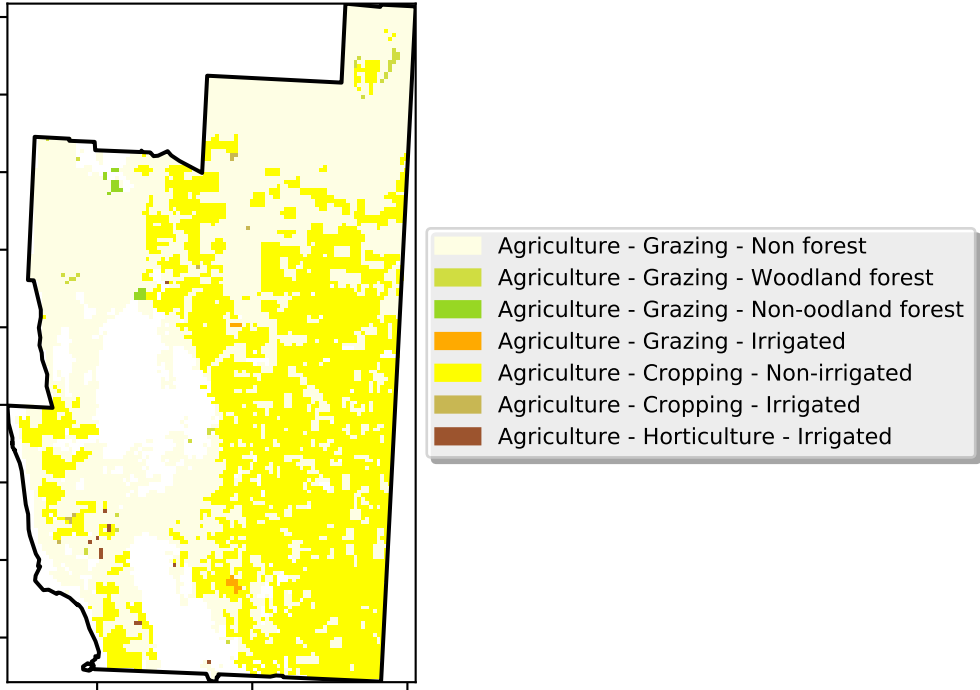 Agriculture - Grazing - Non forest
Agriculture - Grazing - Woodland forest
Agriculture - Grazing - Non-oodland forest
Agriculture - Grazing - Irrigated
Agriculture - Cropping - Non-irrigated
Agriculture - Cropping - Irrigated
Agriculture - Horticulture - Irrigated